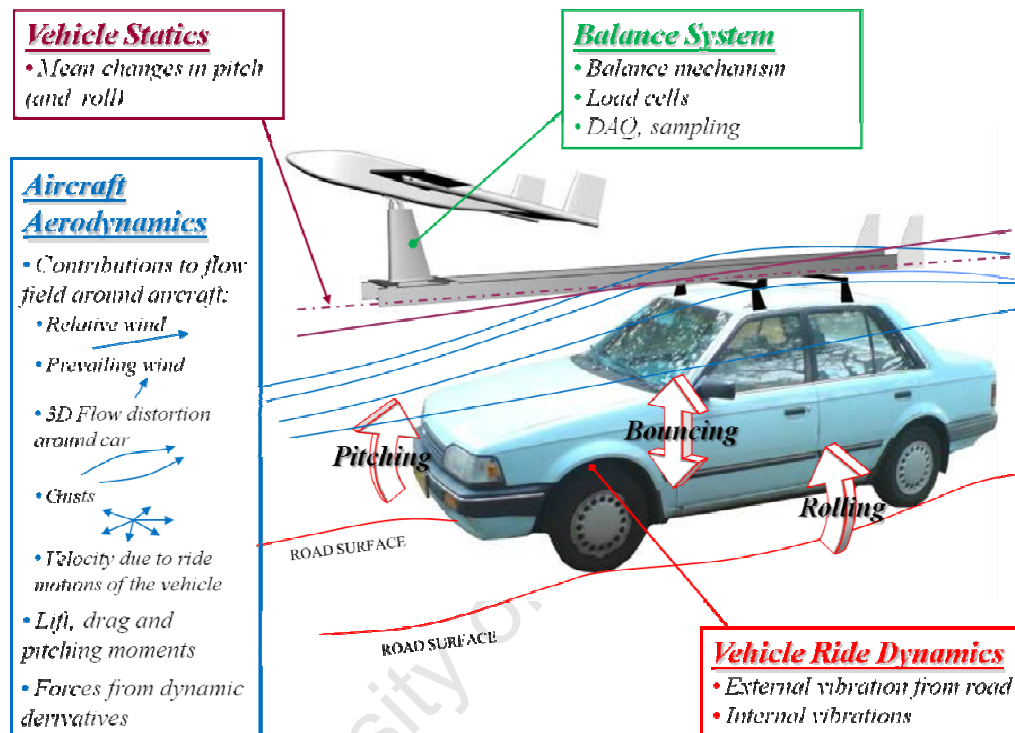 Vehicle Statics
• Mean changes in pitch
(and roll)
Balance System
• Balance mechanism
• Load cells
• DAQ, sampling
Aircraft
Aerodynamics
• Contributions to flow
field around aircraft:
• Relative wind
• Prevailing wind
• 3D Flow distortion
around car
• Gusts
• Velocity due to ride
motions of the vehicle
• Lift, drag and
pitching moments
• Forces from dynamic
derivatives
Pitching
Bouncing
Rolling
ROAD SURFACE
ROAD SURFACE
Vehicle Ride Dynamics
• External vibration from road
• Internal vibrations